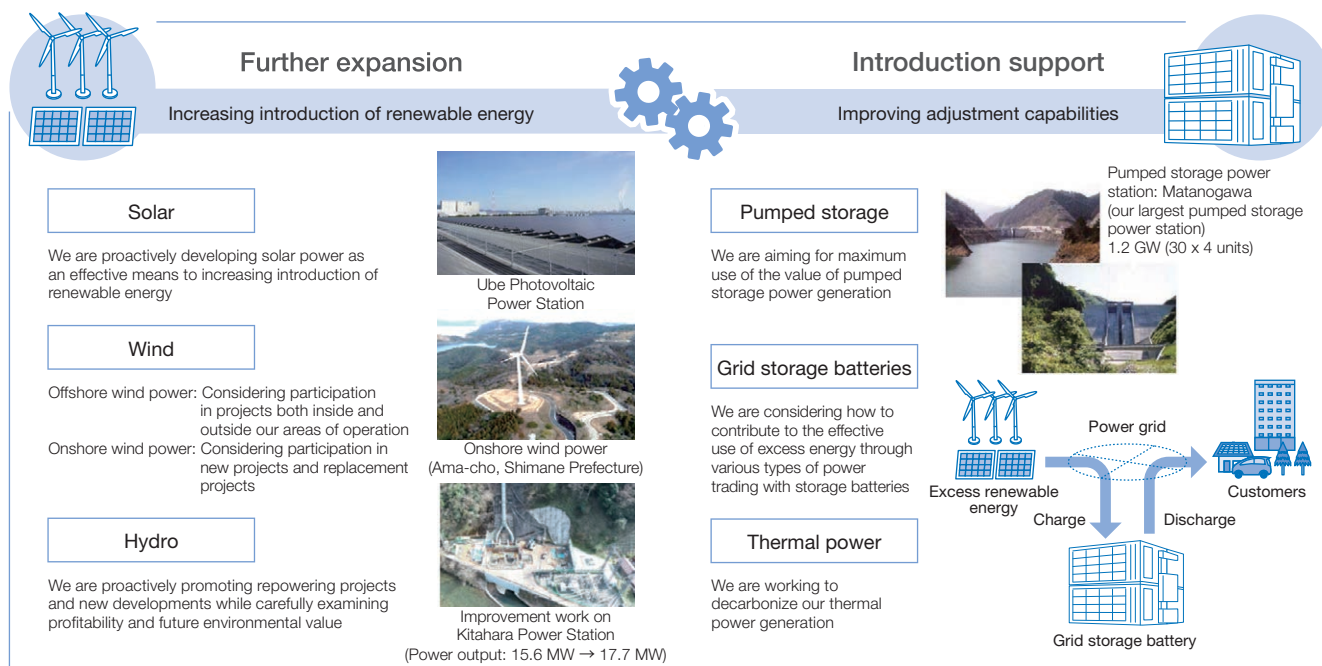 Further expansion
Increasing introduction of renewable energy
Solar
We are proactively developing solar power as
an effective means to increasing introduction of
renewable energy
Ube Photovoltaic
Power Station
Wind
Offshore wind power: Considering participation
in projects both inside and
outside our areas of operation
Onshore wind power: Considering participation in
new projects and replacement
projects
Onshore wind power
(Ama-cho, Shimane Prefecture)
Hydro
We are proactively promoting repowering projects
and new developments while carefully examining
profitability and future environmental value
Improvement work on
Kitahara Power Station
(Power output: 15.6 MW → 17.7 MW)
Introduction support
Improving adjustment capabilities
Pumped storage
We are aiming for maximum
use of the value of pumped
storage power generation
Pumped storage power
station: Matanogawa
(our largest pumped storage
power station)
1.2 GW (30 x 4 units)
Grid storage batteries
We are considering how to
contribute to the effective
use of excess energy through
various types of power
trading with storage batteries
Power grid
Excess renewable
energy
Customers
Charge
Discharge
Grid storage battery
Thermal power
We are working to
decarbonize our thermal
power generation